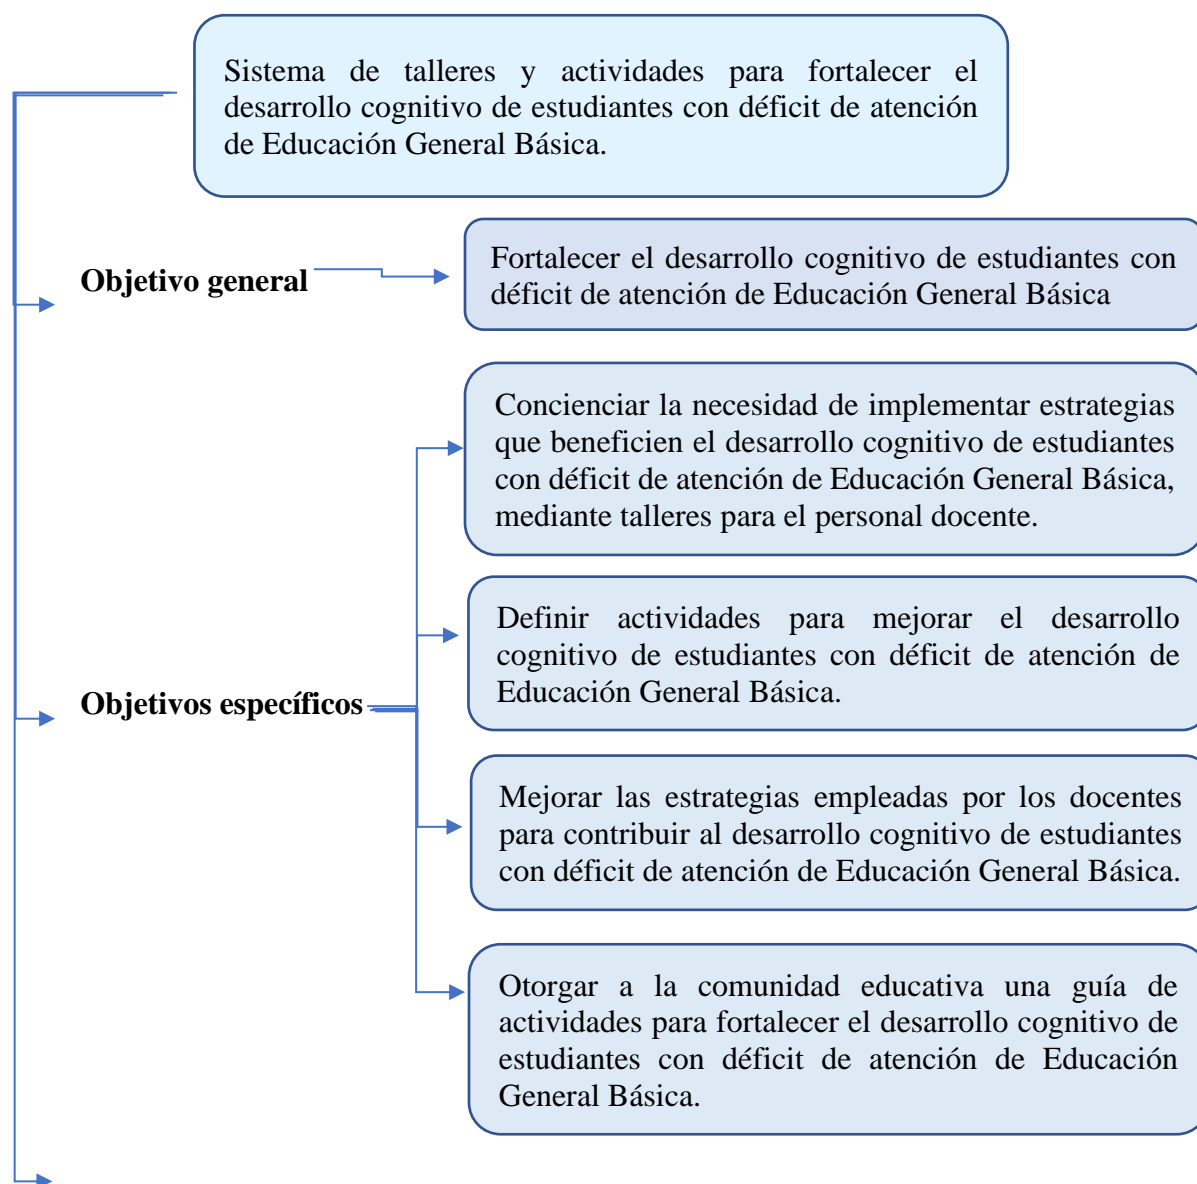 Sistema de talleres y actividades para fortalecer el
desarrollo cognitivo de estudiantes con déficit de atención
de Educación General Básica.
Objetivo general
Fortalecer el desarrollo cognitivo de estudiantes con
déficit de atención de Educación General Básica
Concienciar la necesidad de implementar estrategias
que beneficien el desarrollo cognitivo de estudiantes
con déficit de atención de Educación General Básica,
mediante talleres para el personal docente.
Definir actividades para mejorar el desarrollo
cognitivo de estudiantes con déficit de atención de
Educación General Básica.
Objetivos específicos
Mejorar las estrategias empleadas por los docentes
para contribuir al desarrollo cognitivo de estudiantes
con déficit de atención de Educación General Básica.
Otorgar a la comunidad educativa una guía de
actividades para fortalecer el desarrollo cognitivo de
estudiantes con déficit de atención de Educación
General Básica.